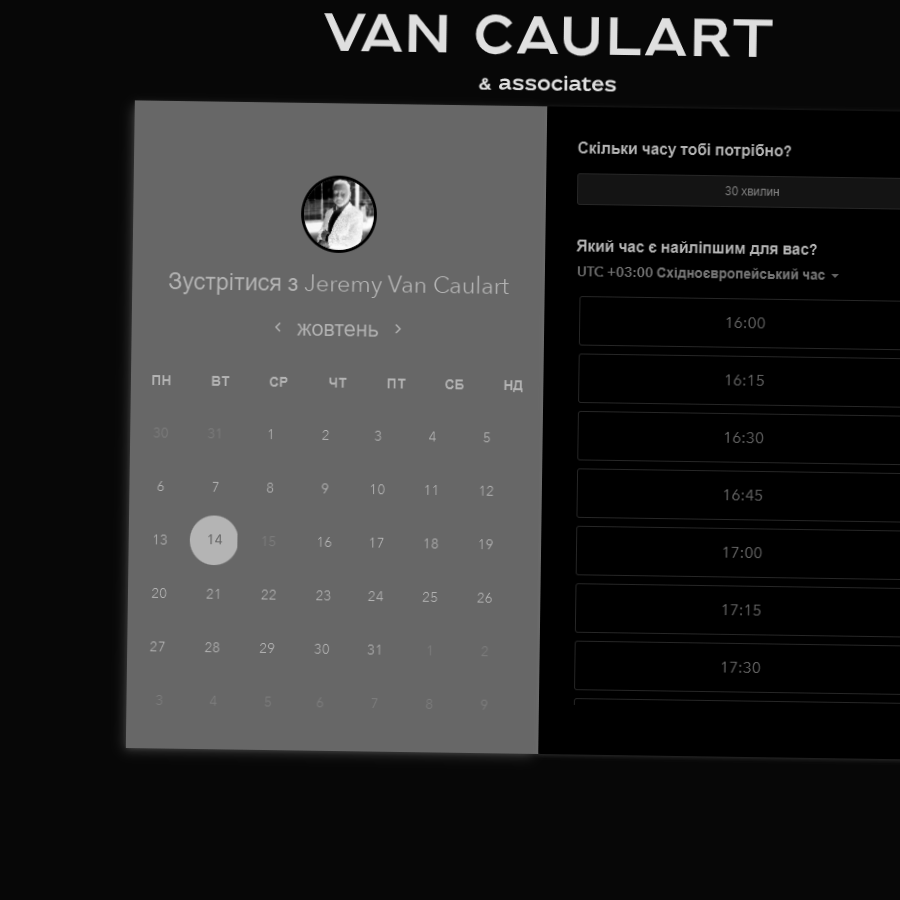 VAN CAULART
& associates
Зустрітися з Jeremy Van Caulart
жовтень
ПН ВТ СР ЧТ ПТ СБ НД
30 31 1 2 3 4 5
6 7 8 9 10 11 12
13 14 15 16 17 18 19
20 21 22 23 24 25 26
27 28 29 30 31 1 2
3 4 5 6 7 8 9
Скільки часу тобі потрібно?
30 хвилин
Який час є найліпшим для вас?
UTC +03:00 Східноєвропейський час
16:00
16:15
16:30
16:45
17:00
17:15
17:30